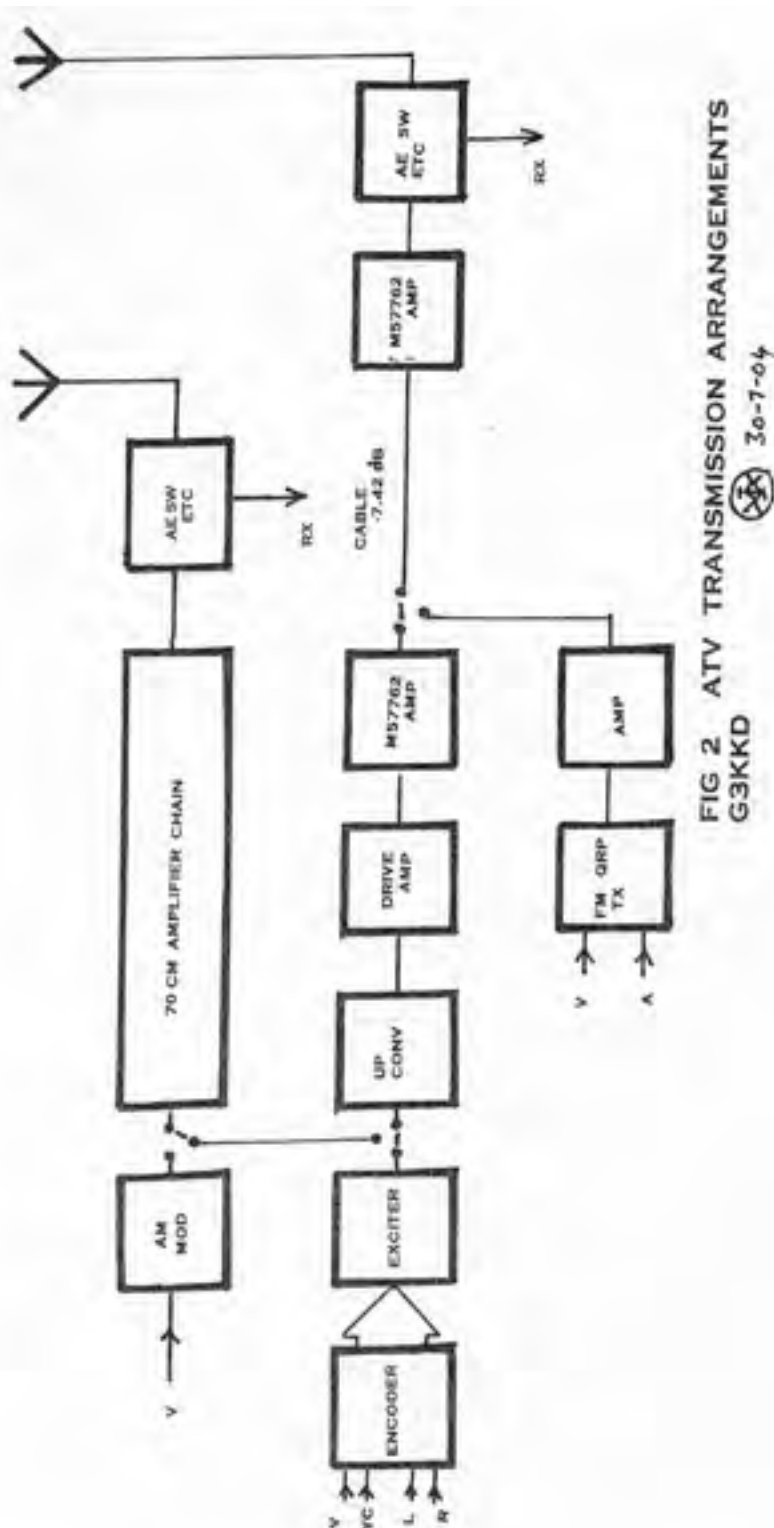 V
AM
MOD
70 CM AMPLIFIER CHAIN
AE SW
ETC
RX
V
YC
L
R
ENCODER
EXCITER
UP
CONV
DRIVE
AMP
M57762
AMP
CABLE
-7.42 dB
M57762
AMP
AE SW
ETC
RX
V
A
FM QRP
TX
AMP
FIG 2 ATV TRANSMISSION ARRANGEMENTS
G3KKD
30-7-04